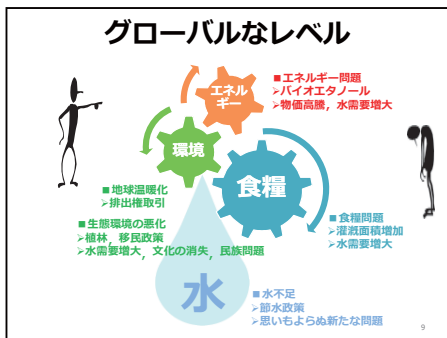 グローバルなレベル
エネル
ギー
■エネルギー問題
➢バイオエタノール
➢物価高騰，水需要増大
環境
食糧
■地球温暖化
➢排出権取引
■生態環境の悪化
➢植林，移民政策
➢水需要増大，文化の消失，民族問題
■食糧問題
➢灌漑面積増加
➢水需要増大
水
■水不足
➢節水政策
➢思いもよらぬ新たな問題
9